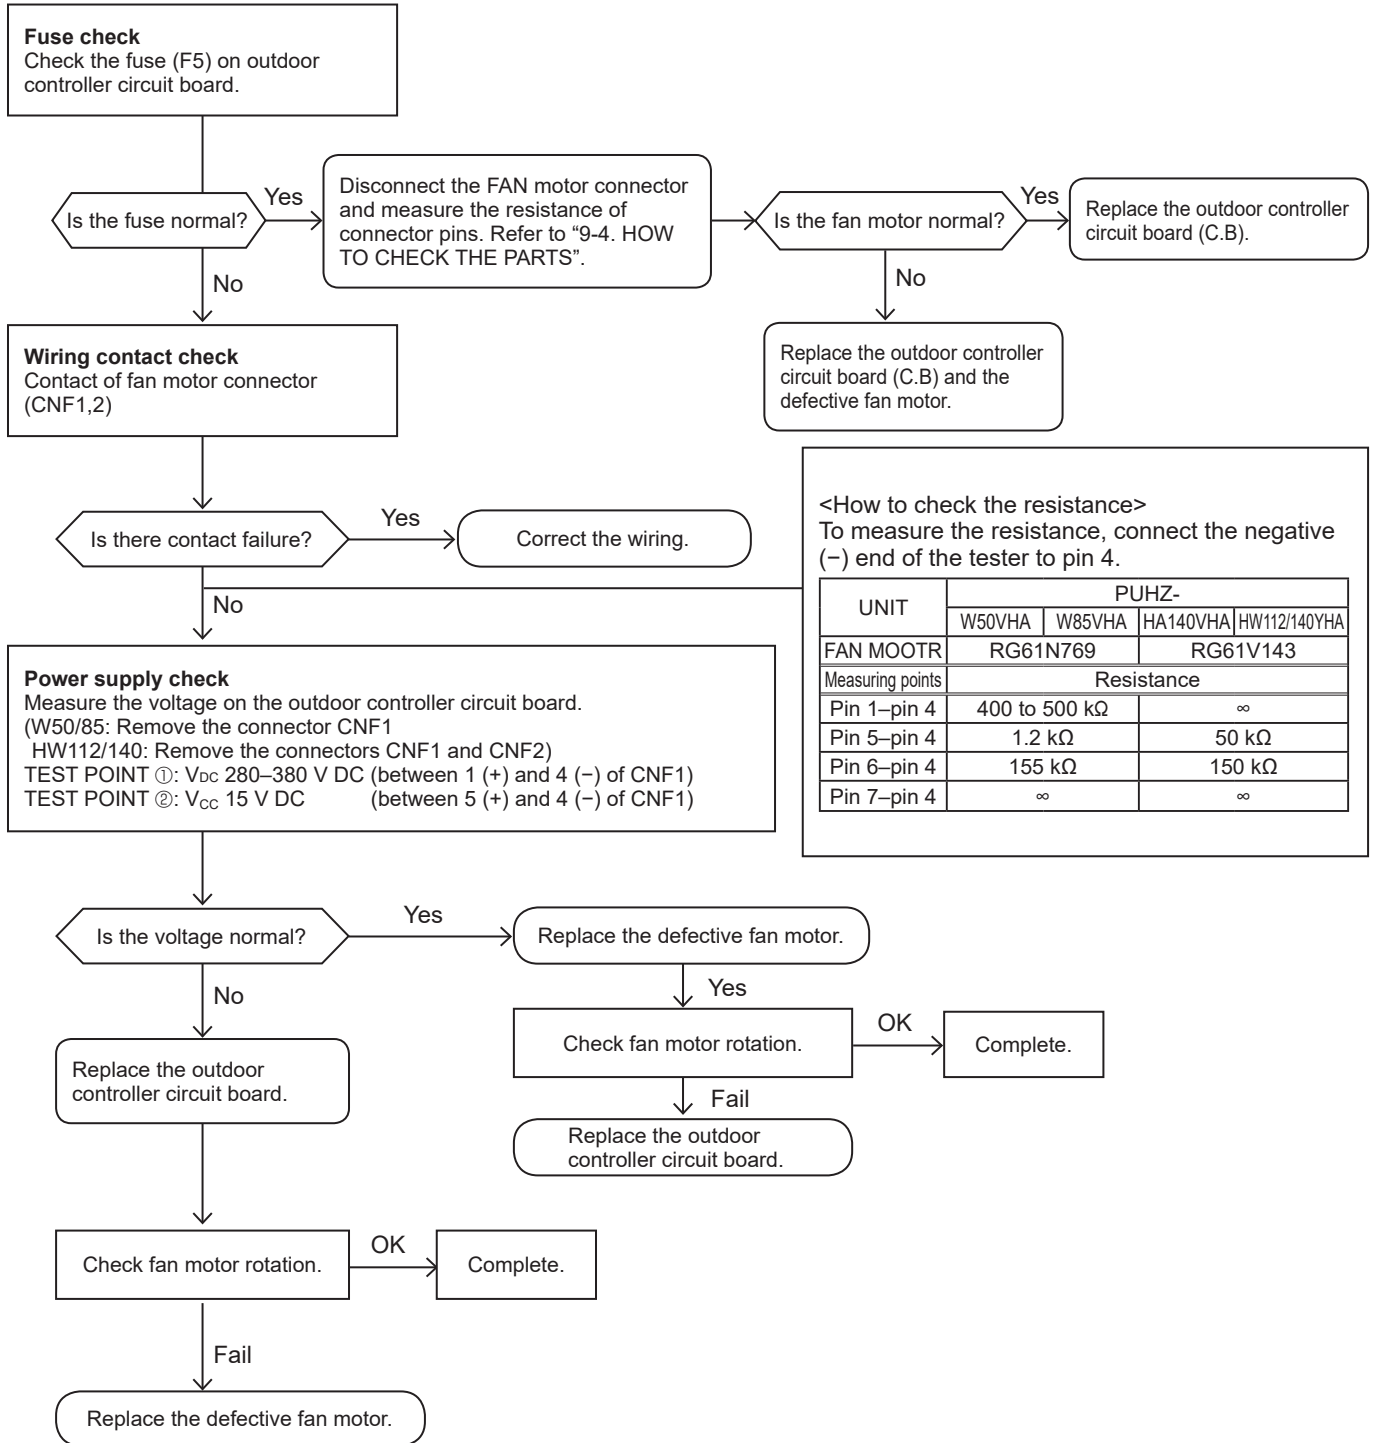 Fuse check
Check the fuse (F5) on outdoor
controller circuit board.
Is the fuse normal?
Yes
Disconnect the FAN motor connector
and measure the resistance of
connector pins. Refer to “9-4. HOW
TO CHECK THE PARTS”.
Is the fan motor normal?
Yes
Replace the outdoor controller
circuit board (C.B).
No
No
Replace the outdoor controller
circuit board (C.B) and the
defective fan motor.
Wiring contact check
Contact of fan motor connector
(CNF1,2)
Is there contact failure?
Yes
Correct the wiring.
No
<How to check the resistance>
To measure the resistance, connect the negative
(−) end of the tester to pin 4.
UNIT PUHZ-
W50VHA W85VHA HA140VHA HW112/140YHA
FAN MOOTR RG61N769 RG61V143
Measuring points Resistance
Pin 1–pin 4 400 to 500 kΩ ∞
Pin 5–pin 4 1.2 kΩ 50 kΩ
Pin 6–pin 4 155 kΩ 150 kΩ
Pin 7–pin 4 ∞ ∞
Power supply check
Measure the voltage on the outdoor controller circuit board.
(W50/85: Remove the connector CNF1
HW112/140: Remove the connectors CNF1 and CNF2)
TEST POINT ①: VDC 280–380 V DC (between 1 (+) and 4 (−) of CNF1)
TEST POINT ②: VCC 15 V DC (between 5 (+) and 4 (−) of CNF1)
Is the voltage normal?
Yes
Replace the defective fan motor.
Yes
No
Check fan motor rotation.
OK
Complete.
Fail
Replace the outdoor
controller circuit board.
Replace the outdoor
controller circuit board.
Check fan motor rotation.
OK
Complete.
Fail
Replace the defective fan motor.